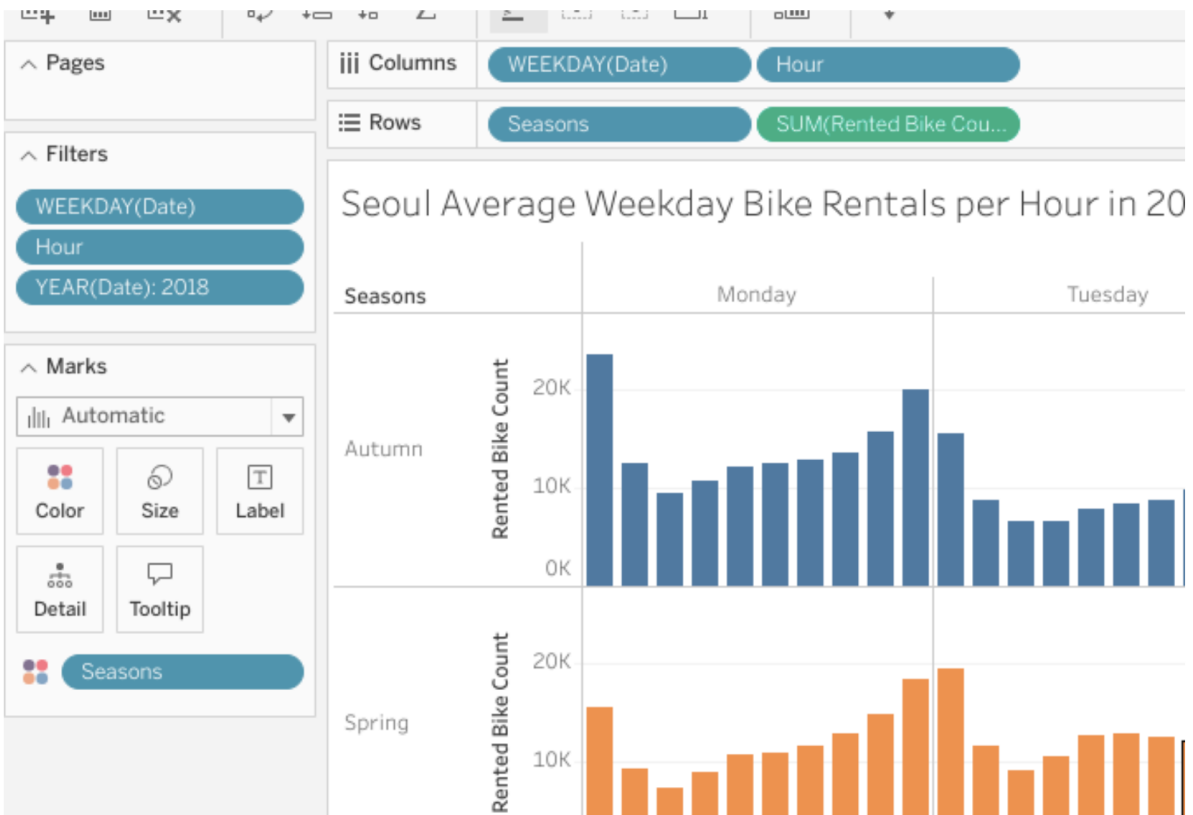 Pages
Columns
WEEKDAY(Date)
Hour
Rows
Seasons
SUM(Rented Bike Cou...
Filters
WEEKDAY(Date)
Hour
YEAR(Date): 2018
Marks
Automatic
Color
Size
Label
Detail
Tooltip
Seasons
Seoul Average Weekday Bike Rentals per Hour in 20
Seasons
Monday
Tuesday
Autumn
Rented Bike Count
20K
10K
0K
Spring
Rented Bike Count
20K
10K